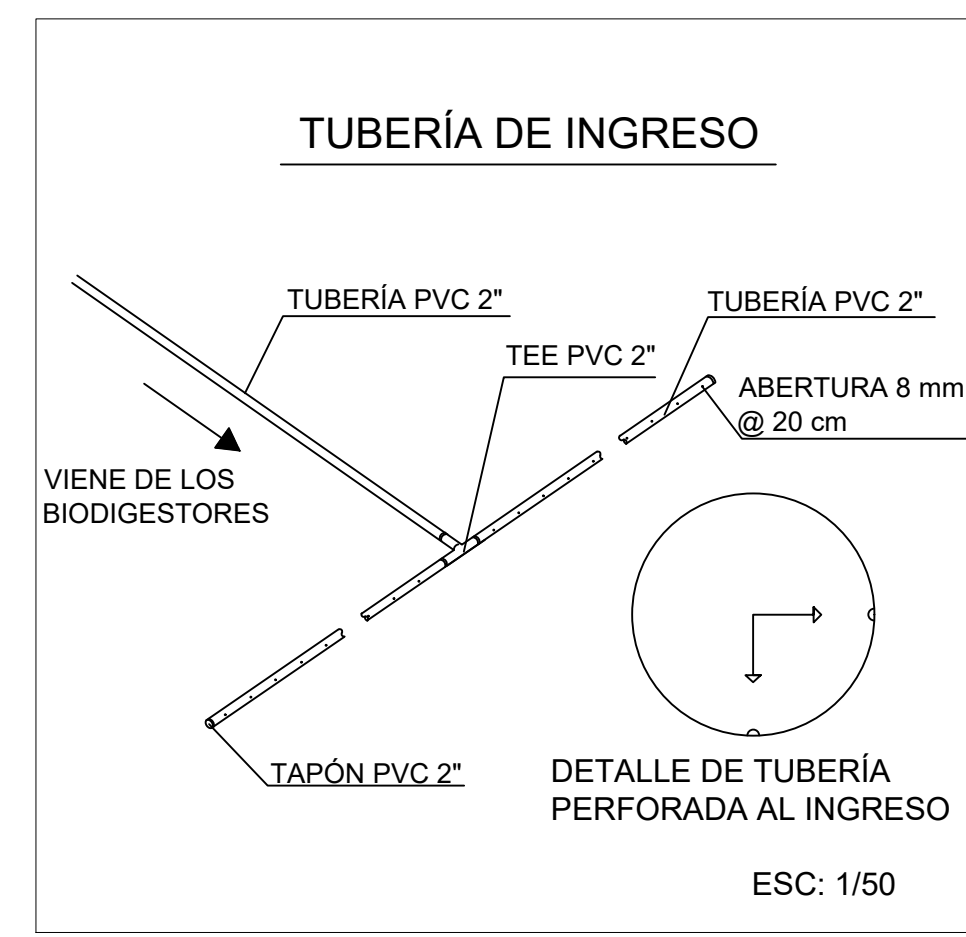 TUBERÍA DE INGRESO
TUBERÍA PVC 2"
TUBERÍA PVC 2"
TEE PVC 2"
ABERTURA 8 mm
@ 20 cm
VIENE DE LOS
BIODIGESTORES
TAPÓN PVC 2"
DETALLE DE TUBERÍA
PERFORADA AL INGRESO
ESC: 1/50